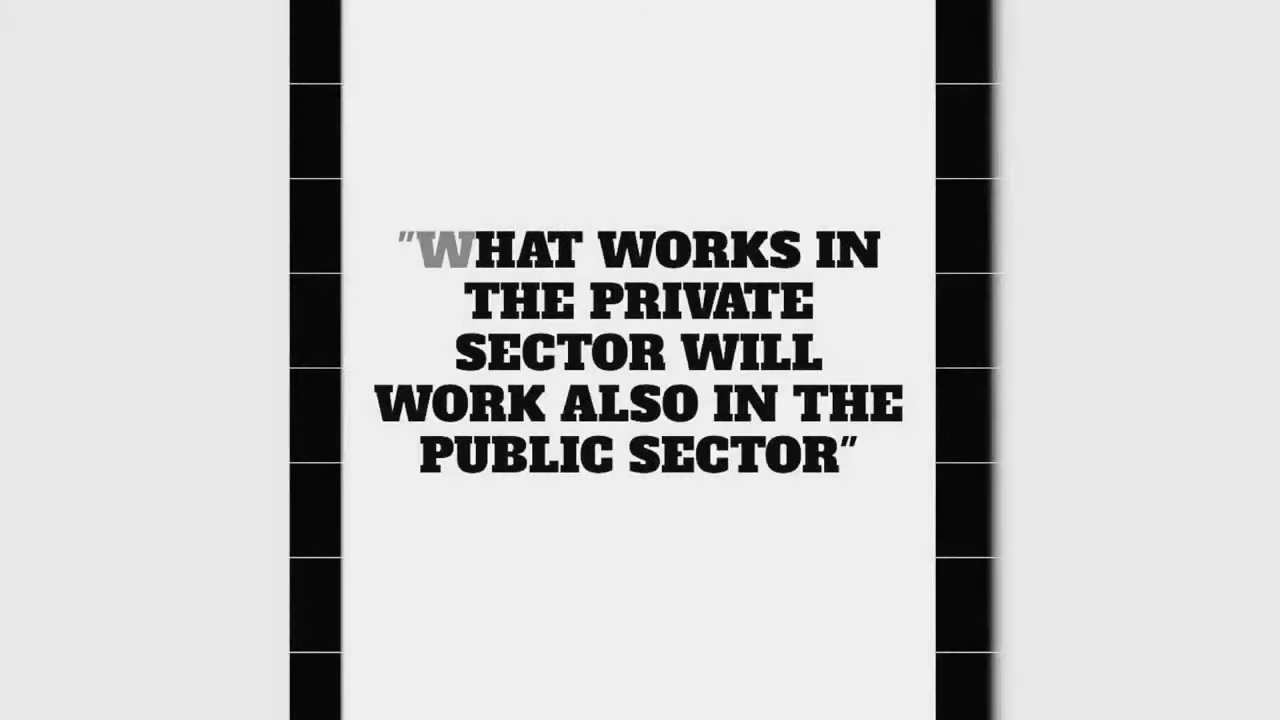 "WHAT WORKS IN
THE PRIVATE
SECTOR WILL
WORK ALSO IN THE
PUBLIC SECTOR"